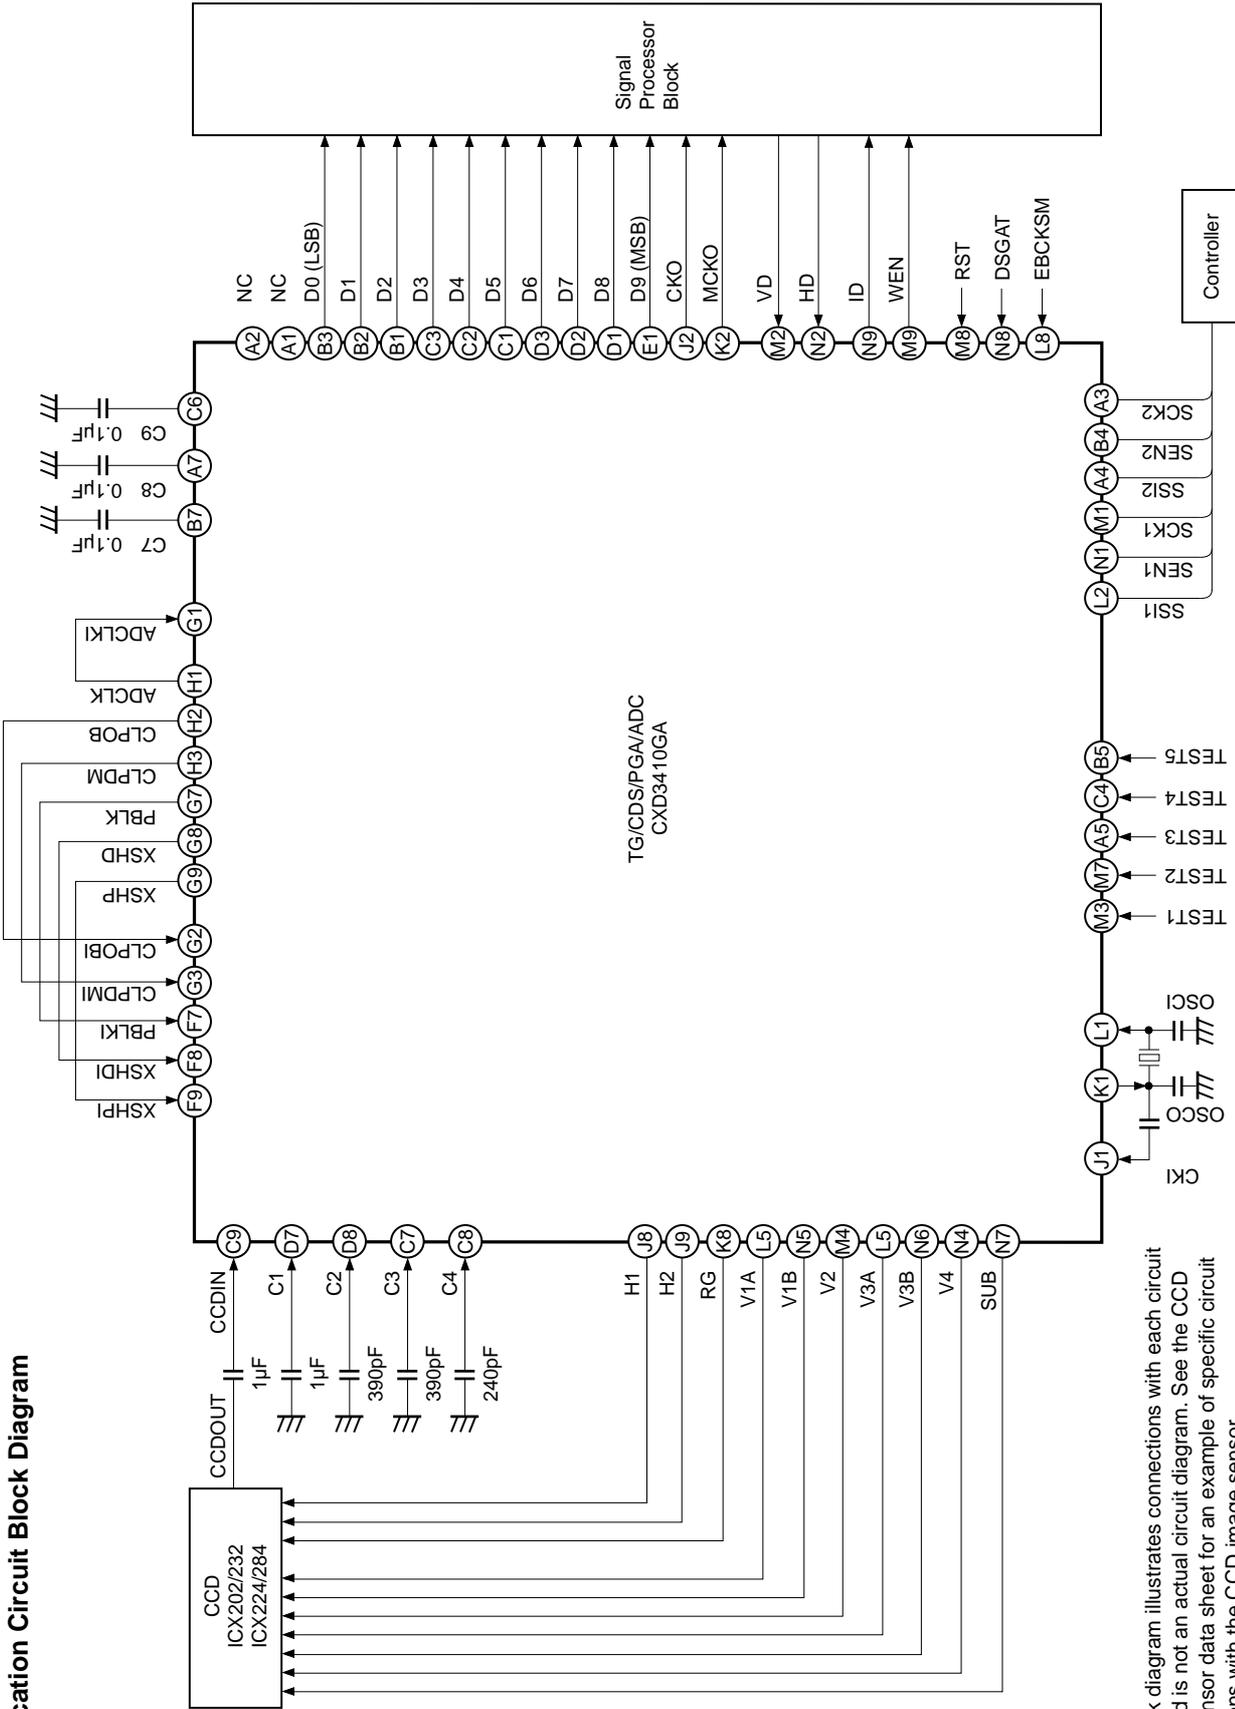 cation Circuit Block Diagram
CCD
ICX202/232
ICX224/284
CCDOUT
1µF
1µF
390pF
390pF
240pF
CCDIN
C1
C2
C3
C4
H1
H2
RG
V1A
V1B
V2
V3A
V3B
V4
SUB
C9
D7
D8
C7
C8
J8
J9
K8
L5
N5
M4
L5
N6
N4
N7
XSHPI
XSHDI
PBLKI
CLPDMI
CLPOBI
XSHP
XSHD
PBLK
CLPDM
CLPOB
ADCLK
ADCLKI
F9
F8
F7
G3
G2
G9
G8
G7
H3
H2
H1
G1
C7 0.1µF
C8 0.1µF
C9 0.1µF
B7
A7
C6
TG/CDS/PGA/ADC
CXD3410GA
CKI
OSCO
OSCI
J1
K1
L1
TEST1
TEST2
TEST3
TEST4
TEST5
M3
M7
A5
C4
B5
SSI1
SEN1
SCK1
SSI2
SEN2
SCK2
L2
N1
M1
A4
B4
A3
Controller
A2
A1
B3
B2
B1
C3
C2
C1
D3
D2
D1
E1
J2
K2
M2
N2
N9
M9
M8
N8
L8
NC
NC
D0 (LSB)
D1
D2
D3
D4
D5
D6
D7
D8
D9 (MSB)
CKO
MCKO
VD
HD
ID
WEN
RST
DSGAT
EBCKSM
Signal
Processor
Block
k diagram illustrates connections with each circuit
d is not an actual circuit diagram. See the CCD
nsor data sheet for an example of specific circuit
ns with the CCD image sensor